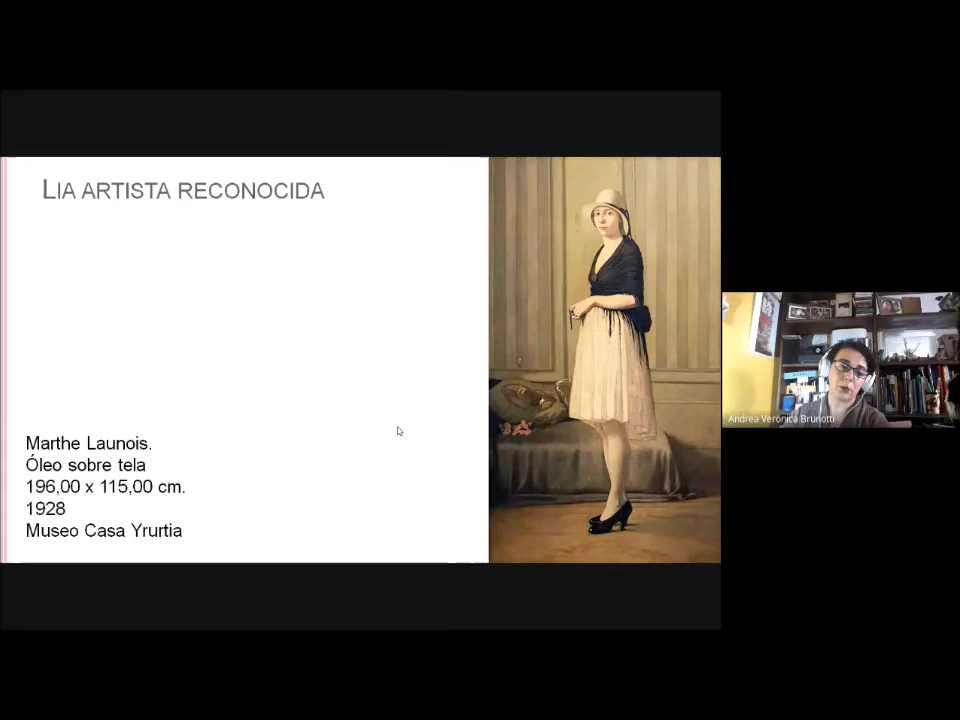 LIA ARTISTA RECONOCIDA
Marthe Launois.
Óleo sobre tela
196,00 x 115,00 cm.
1928
Museo Casa Yrurtia
Andrea Verónica Brunotti